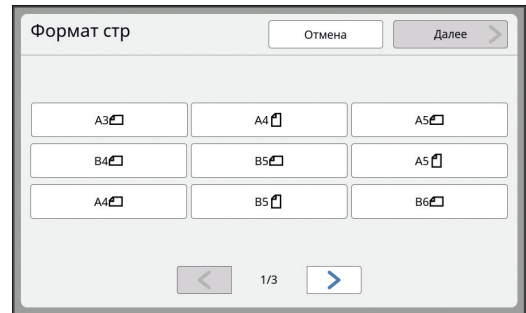 Формат стр Отмена Далее
A3 A4 A5
B4 B5 A5
A4 B5 B6
1/3